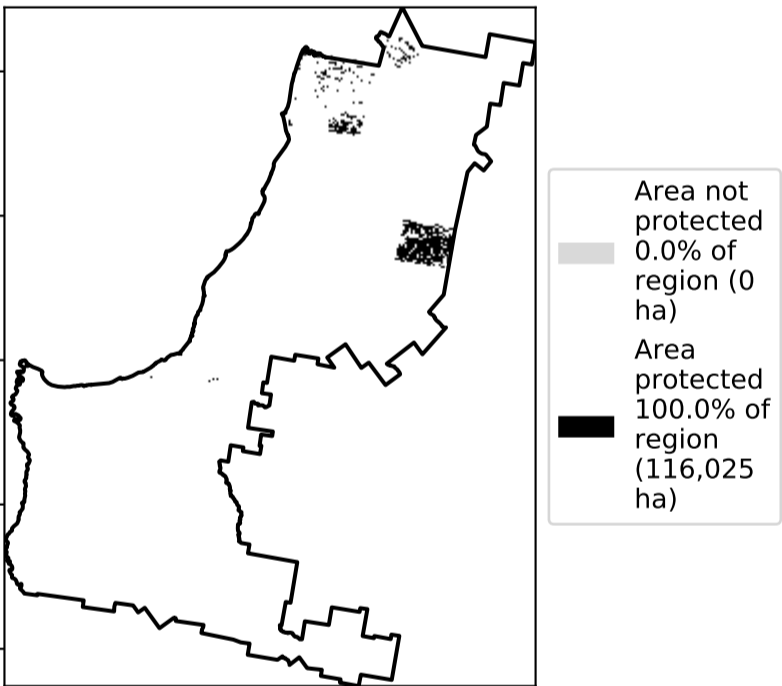 Area not
protected
0.0% of
region (0
ha)
Area
protected
100.0% of
region
(116,025
ha)